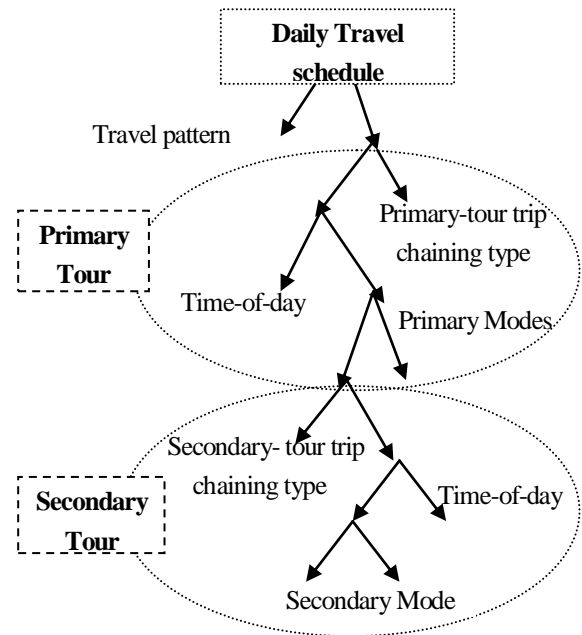 Daily Travel
schedule
Travel pattern
Primary-tour trip
chaining type
Primary
Tour
Time-of-day
Primary Modes
Secondary- tour trip
chaining type
Secondary
Tour
Time-of-day
Secondary Mode